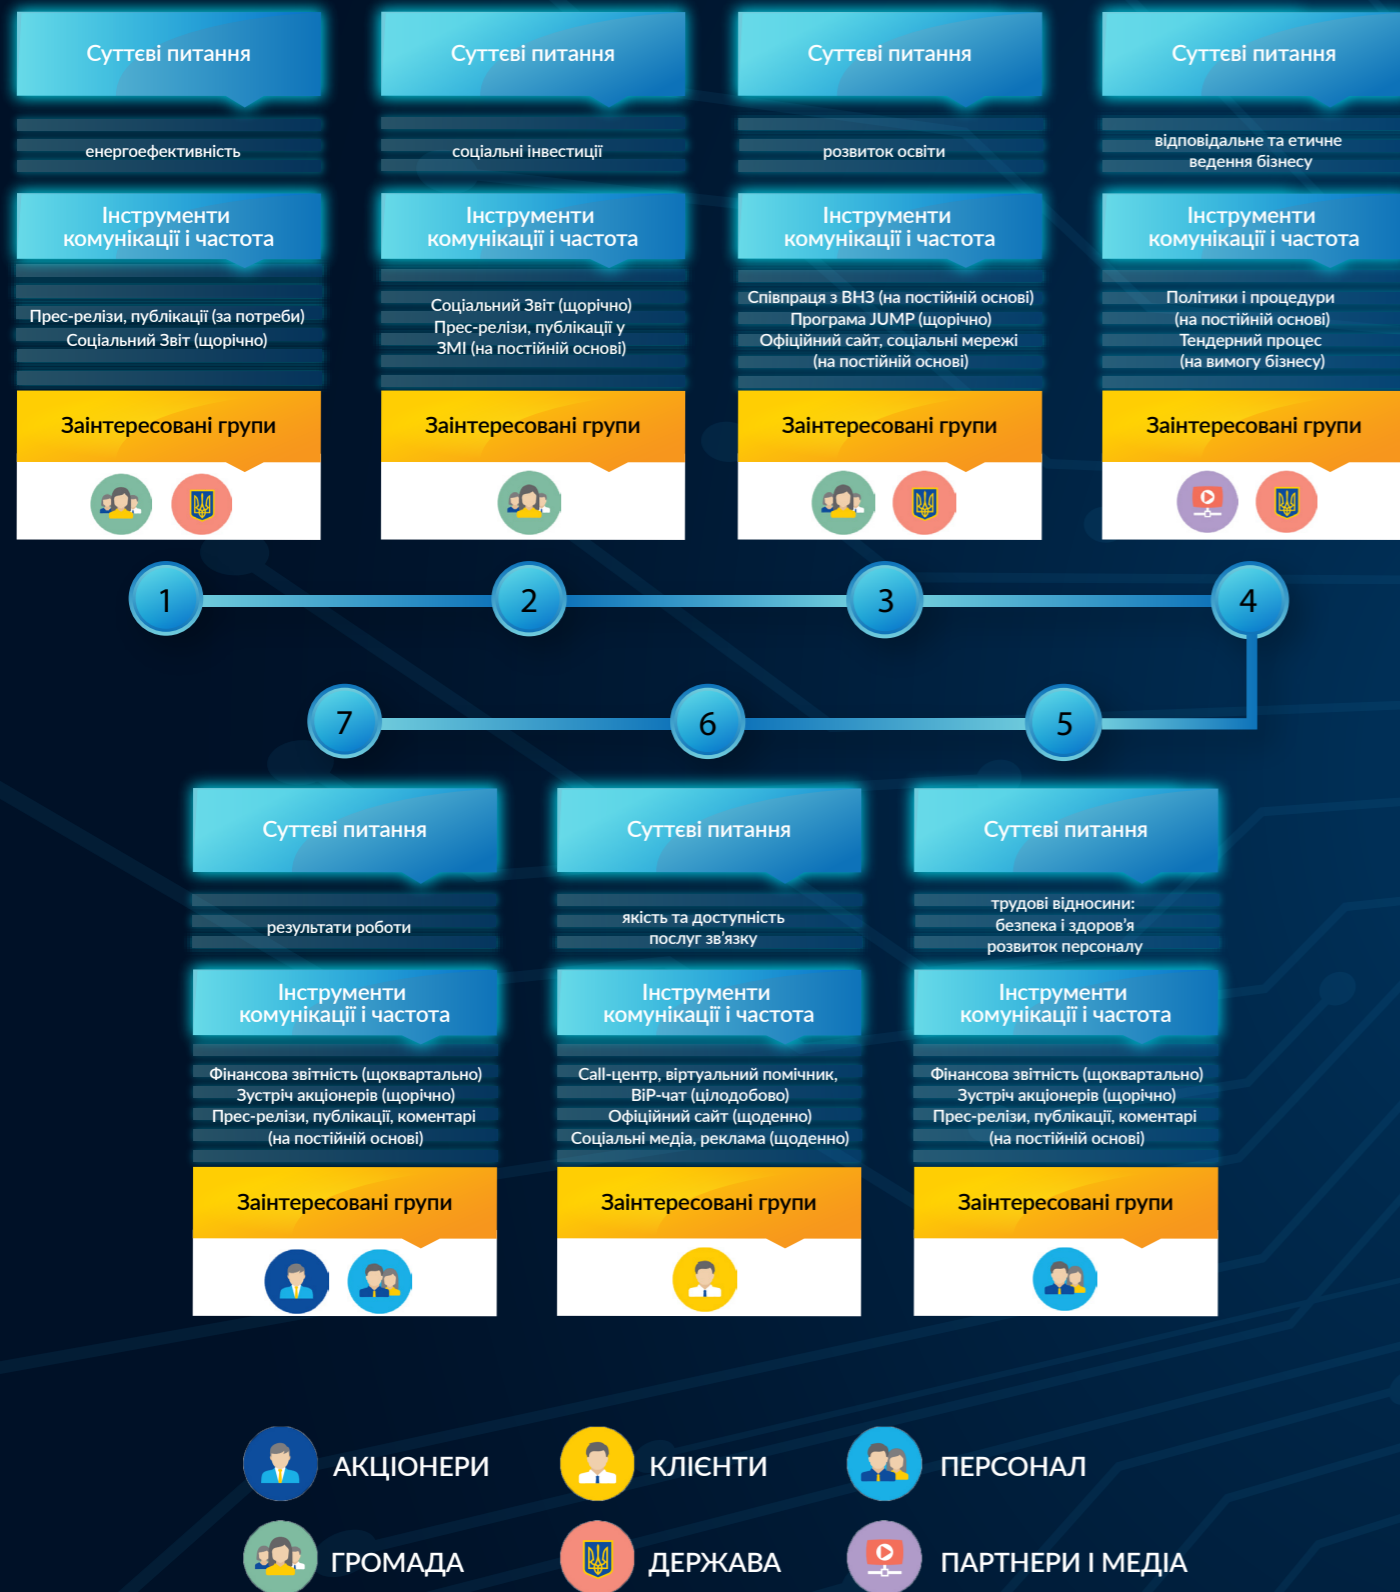 Суттєві питання
енергоефективність
Інструменти
комунікації і частота
Прес-релізи, публікації (за потреби)
Соціальний Звіт (щорічно)
Заінтересовані групи
1
Суттєві питання
соціальні інвестиції
Інструменти
комунікації і частота
Соціальний Звіт (щорічно)
Прес-релізи, публікації у
ЗМІ (на постійній основі)
Заінтересовані групи
2
Суттєві питання
розвиток освіти
Інструменти
комунікації і частота
Співпраця з ВНЗ (на постійній основі)
Програма JUMP (щорічно)
Офіційний сайт, соціальні мережі
(на постійній основі)
Заінтересовані групи
3
Суттєві питання
відповідальне та етичне
ведення бізнесу
Інструменти
комунікації і частота
Політики і процедури
(на постійній основі)
Тендерний процес
(на вимогу бізнесу)
Заінтересовані групи
4
7
Суттєві питання
результати роботи
Інструменти
комунікації і частота
Фінансова звітність (щоквартально)
Зустріч акціонерів (щорічно)
Прес-релізи, публікації, коментарі
(на постійній основі)
Заінтересовані групи
6
Суттєві питання
якість та доступність
послуг зв’язку
Інструменти
комунікації і частота
Call-центр, віртуальний помічник,
BiP-чат (цілодобово)
Офіційний сайт (щоденно)
Соціальні медіа, реклама (щоденно)
Заінтересовані групи
5
Суттєві питання
трудові відносини:
безпека і здоров’я
розвиток персоналу
Інструменти
комунікації і частота
Фінансова звітність (щоквартально)
Зустріч акціонерів (щорічно)
Прес-релізи, публікації, коментарі
(на постійній основі)
Заінтересовані групи
АКЦІОНЕРИ
КЛІЄНТИ
ПЕРСОНАЛ
ГРОМАДА
ДЕРЖАВА
ПАРТНЕРИ І МЕДІА